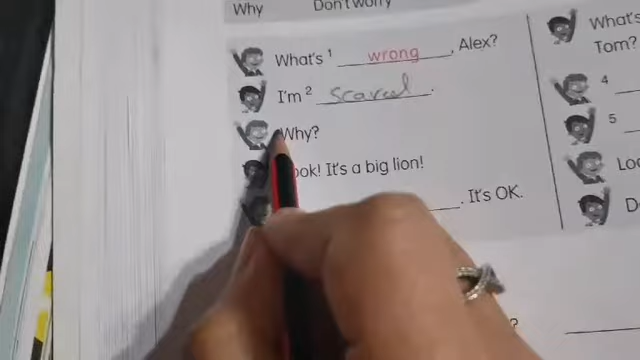 Why Don't worry
What's ¹ wrong, Alex?
I'm ² scared.
Why?
ook! It's a big lion!
. It's OK.
?
What's
Tom?
4
5
Loo
D